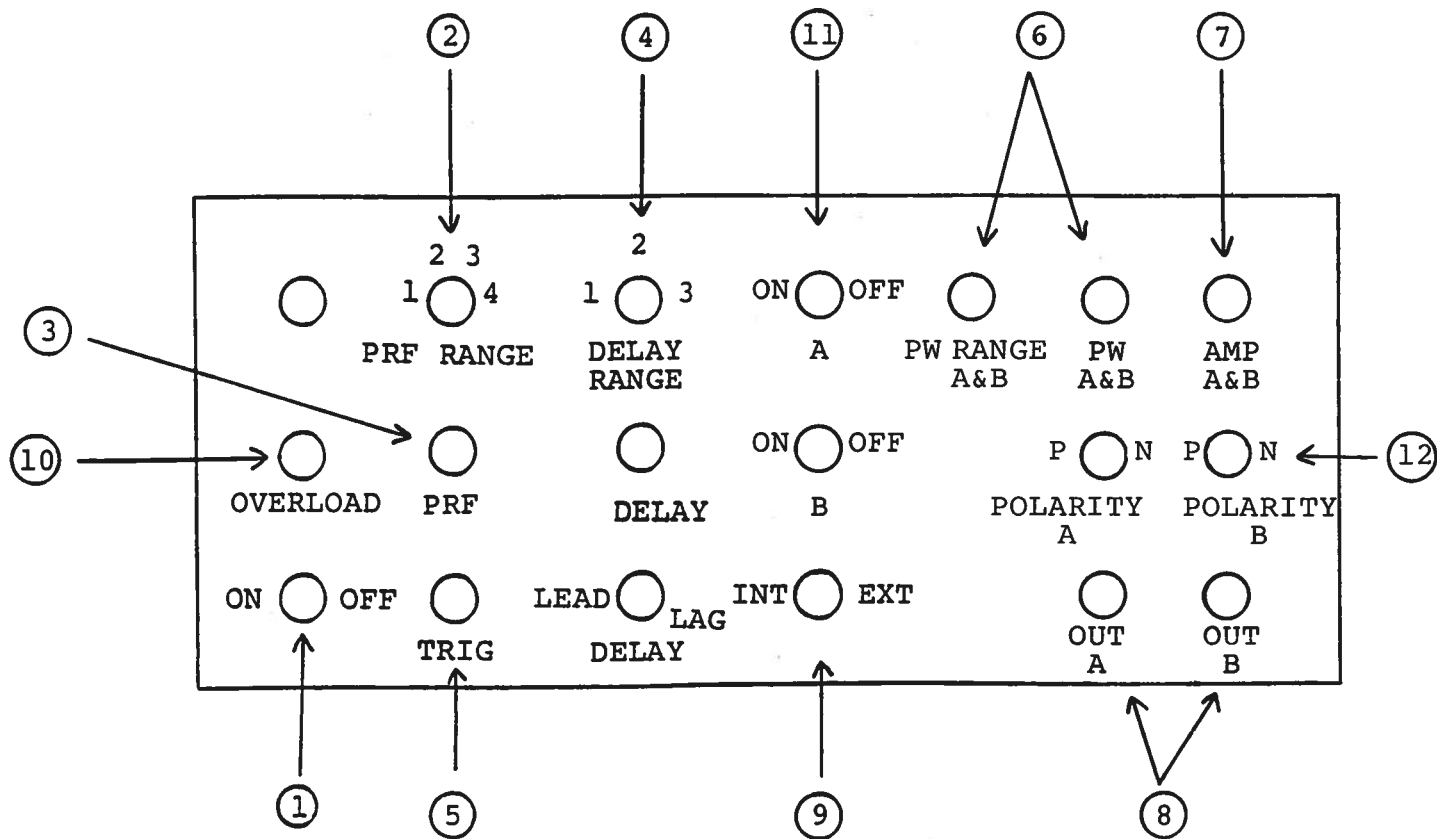 2 4 11 6 7
2 3 2
1 4 1 3 ON OFF
3 PRF RANGE DELAY RANGE A PW RANGE A&B PW A&B AMP A&B
10 ON OFF P N P N 12
OVERLOAD PRF DELAY B POLARITY A POLARITY B
ON OFF LEAD LAG INT EXT
TRIG DELAY OUT A OUT B
1 5 9 8